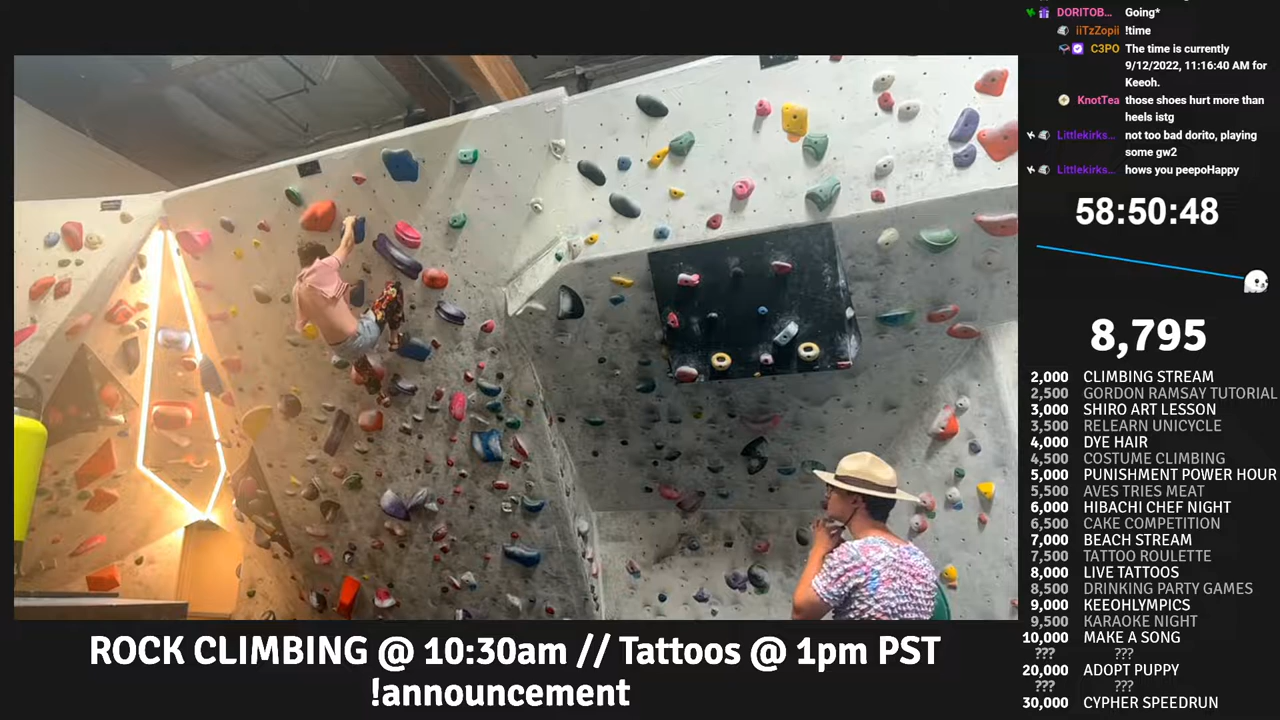 DORITOB... Going*
iiTzZopii !time
C3PO The time is currently
9/12/2022, 11:16:40 AM for
Keeoh.
KnotTea those shoes hurt more than
heels istg
Littlekirks... not too bad dorito, playing
some gw2
Littlekirks... hows you peepoHappy
58:50:48
8,795
2,000 CLIMBING STREAM
2,500 GORDON RAMSAY TUTORIAL
3,000 SHIRO ART LESSON
3,500 RELEARN UNICYCLE
4,000 DYE HAIR
4,500 COSTUME CLIMBING
5,000 PUNISHMENT POWER HOUR
5,500 AVES TRIES MEAT
6,000 HIBACHI CHEF NIGHT
6,500 CAKE COMPETITION
7,000 BEACH STREAM
7,500 TATTOO ROULETTE
8,000 LIVE TATTOOS
8,500 DRINKING PARTY GAMES
9,000 KEEOHLYMPICS
9,500 KARAOKE NIGHT
10,000 MAKE A SONG
??? ???
20,000 ADOPT PUPPY
??? ???
30,000 CYPHER SPEEDRUN
ROCK CLIMBING @ 10:30am // Tattoos @ 1pm PST
!announcement